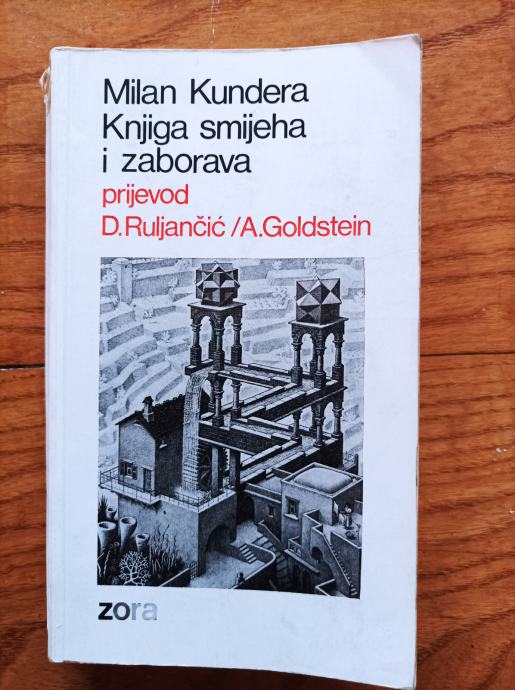 Milan Kundera
Knjiga smijeha
i zaborava
prijevod
D.Ruljančić/A.Goldstein
zora